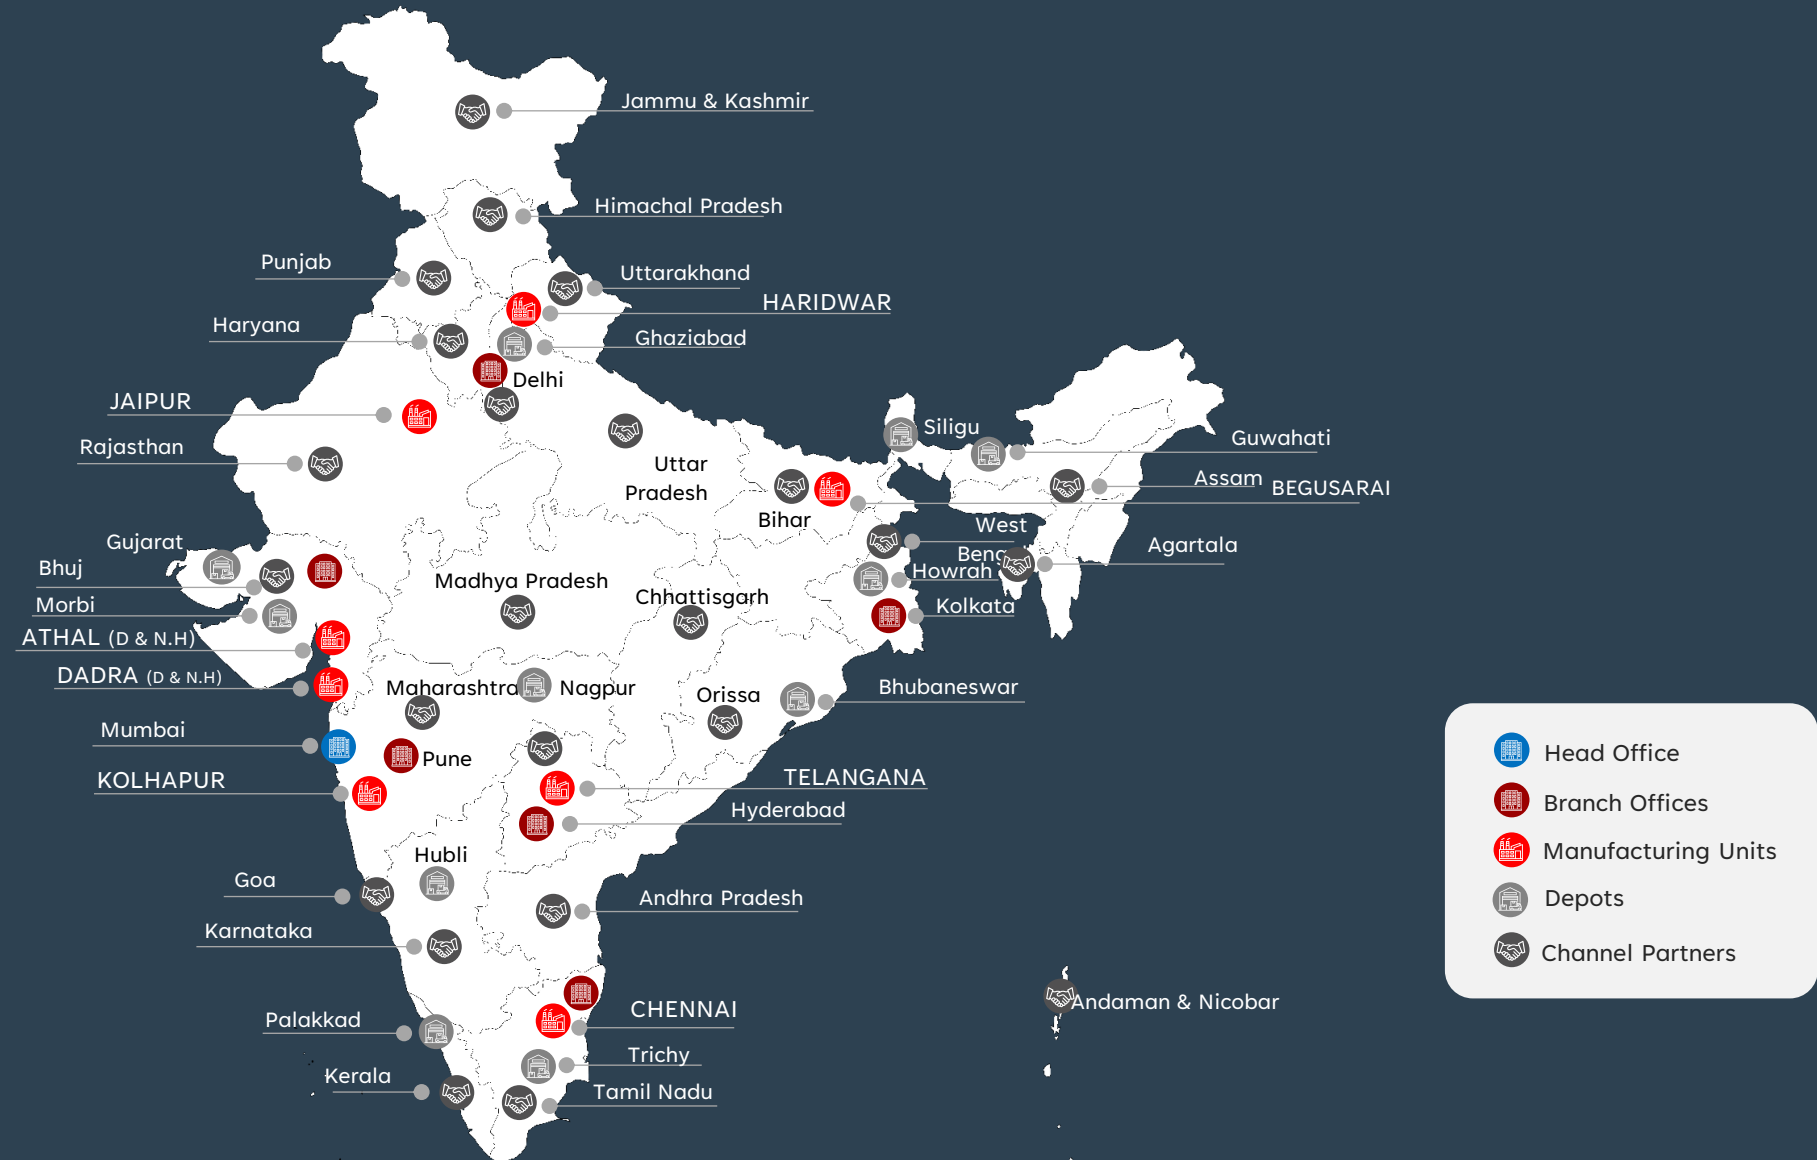 Jammu & Kashmir
Himachal Pradesh
Punjab
Uttarakhand
HARIDWAR
Haryana
Ghaziabad
Delhi
JAIPUR
Rajasthan
Uttar
Pradesh
Siligu
Guwahati
Assam
BEGUSARAI
Bihar
West
Beng
Agartala
Howrah
Kolkata
Gujarat
Bhuj
Morbi
ATHAL (D & N.H)
DADRA (D & N.H)
Madhya Pradesh
Chhattisgarh
Maharashtra
Nagpur
Orissa
Bhubaneswar
Mumbai
Pune
KOLHAPUR
TELANGANA
Hyderabad
Hubli
Goa
Andhra Pradesh
Karnataka
CHENNAI
Palakkad
Trichy
Kerala
Tamil Nadu
Andaman & Nicobar
Head Office
Branch Offices
Manufacturing Units
Depots
Channel Partners